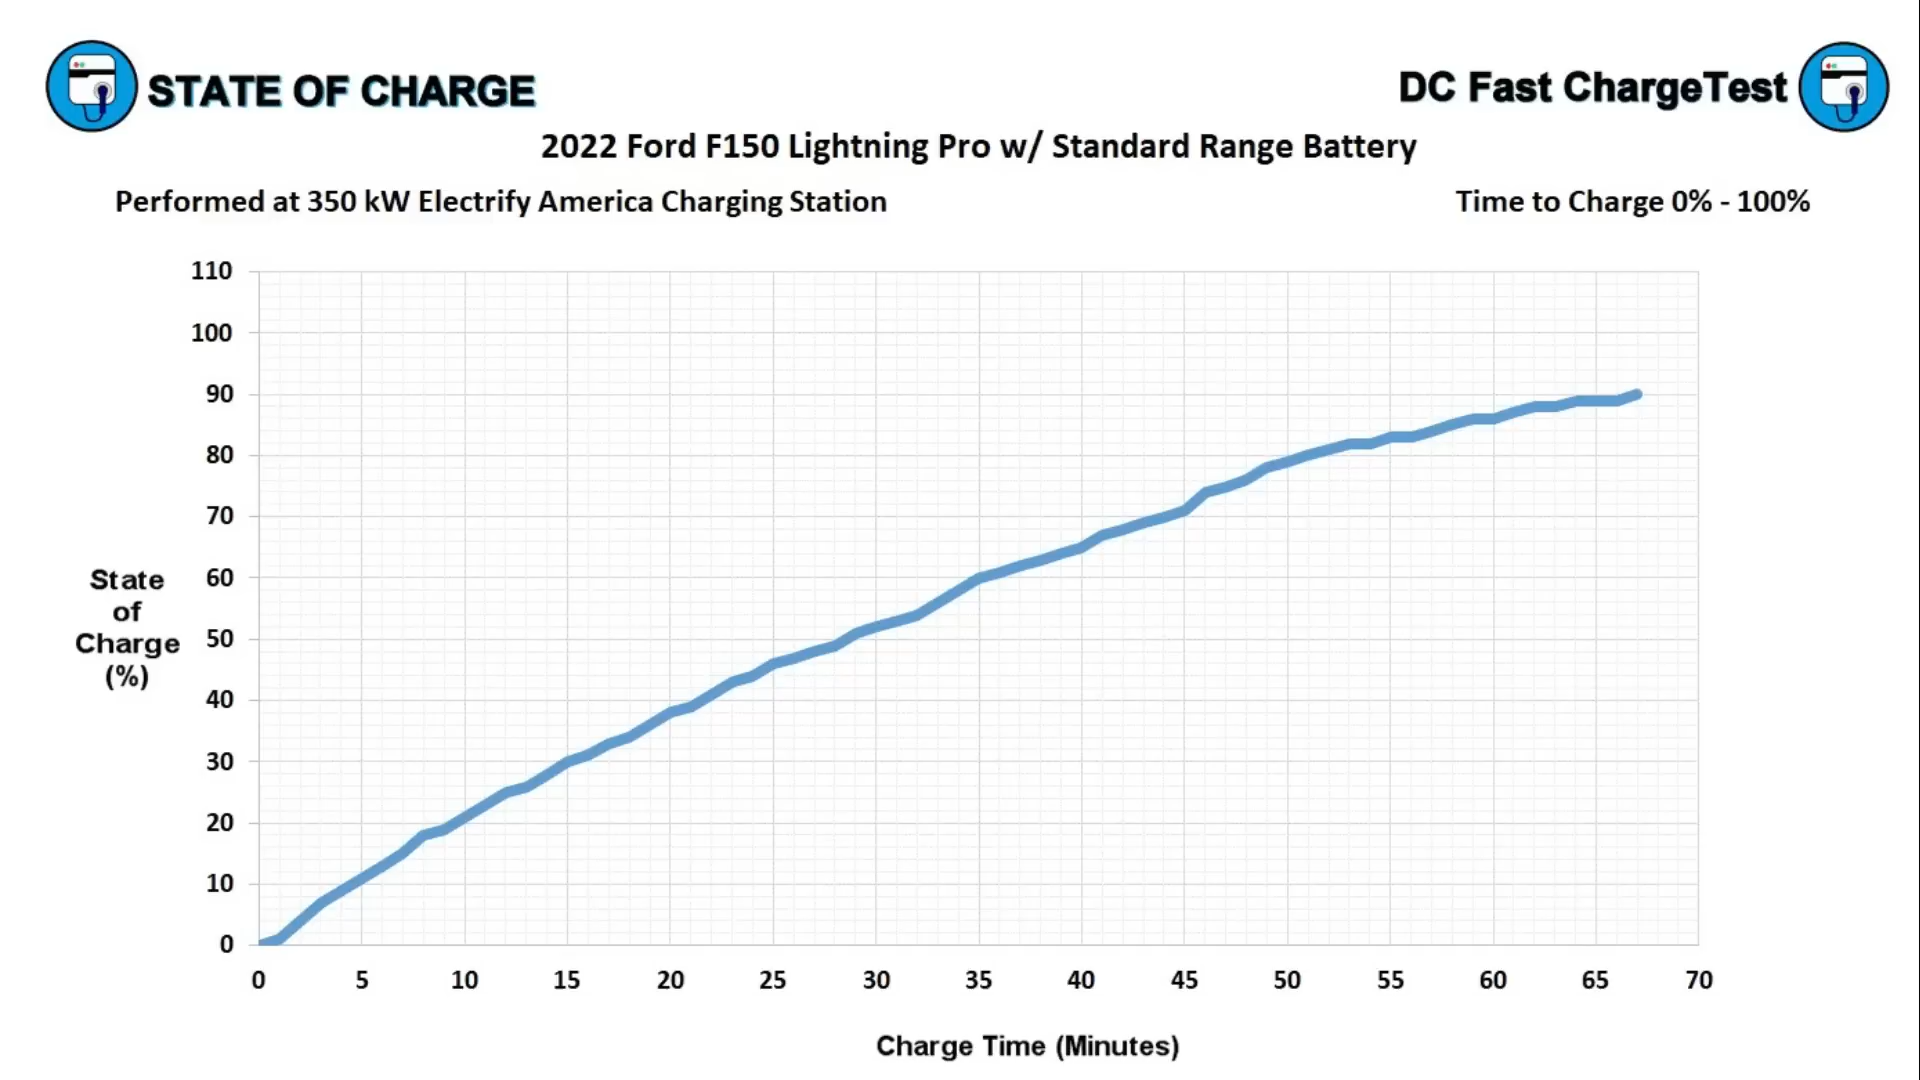 STATE OF CHARGE
DC Fast ChargeTest
2022 Ford F150 Lightning Pro w/ Standard Range Battery
Performed at 350 kW Electrify America Charging Station
Time to Charge 0% - 100%
110
100
90
80
70
60
50
40
30
20
10
0
State
of
Charge
(%)
0 5 10 15 20 25 30 35 40 45 50 55 60 65 70
Charge Time (Minutes)